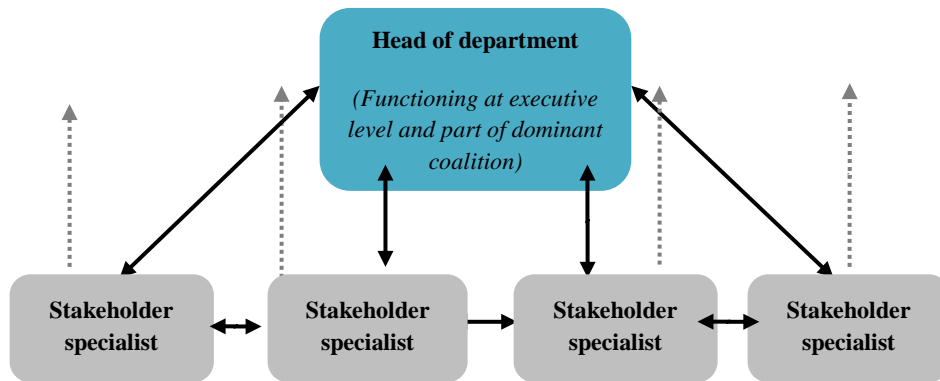 Head of department
(Functioning at executive
level and part of dominant
coalition)
Stakeholder
specialist
Stakeholder
specialist
Stakeholder
specialist
Stakeholder
specialist